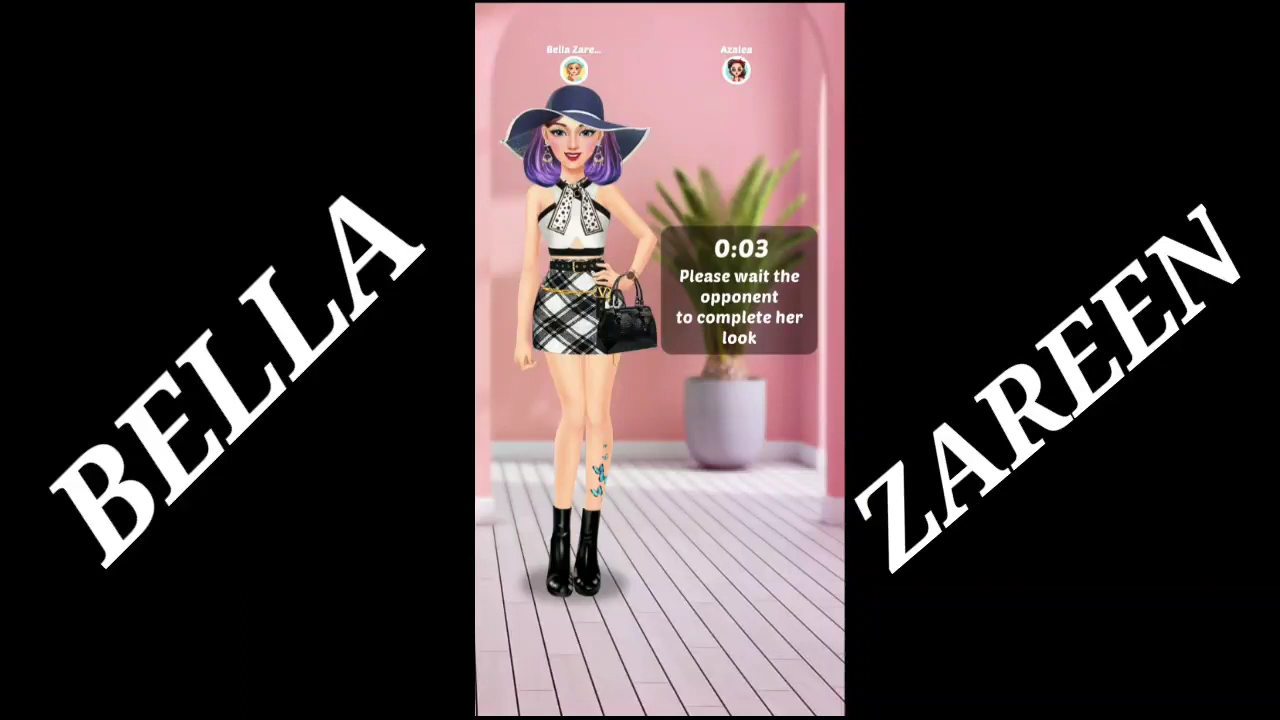 BELLA
Bella Zare...
Azalea
0:03
Please wait the
opponent
to complete her
look
ZAREEN